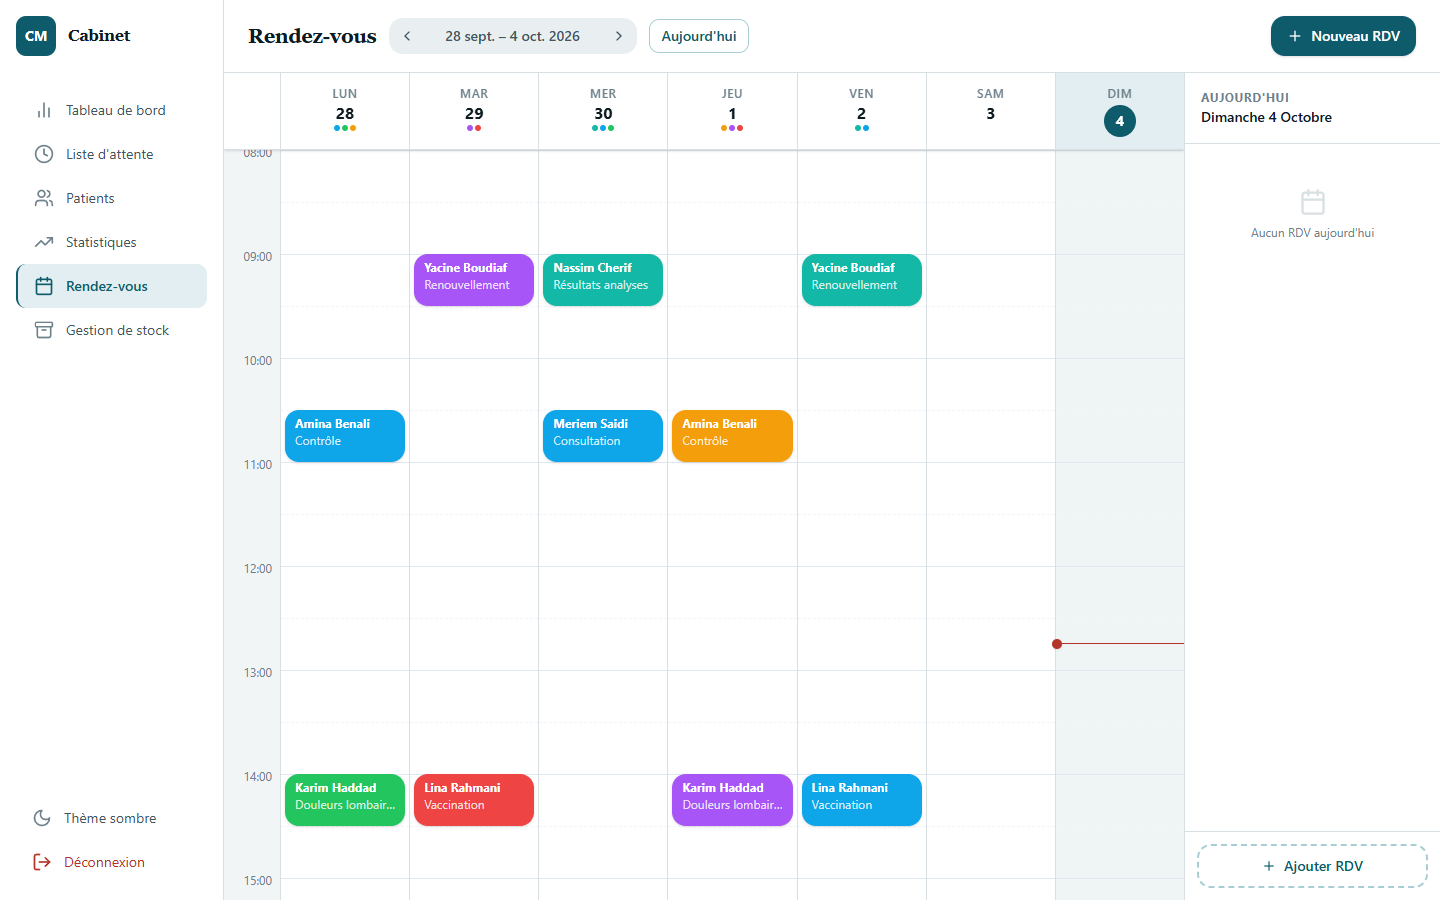 CM
Cabinet
Tableau de bord
Liste d'attente
Patients
Statistiques
Rendez-vous
Gestion de stock
Thème sombre
Déconnexion
Rendez-vous
28 sept. – 4 oct. 2026
Aujourd'hui
+ Nouveau RDV
LUN
28
MAR
29
MER
30
JEU
1
VEN
2
SAM
3
DIM
4
08:00
09:00
Yacine Boudiaf
Renouvellement
Nassim Cherif
Résultats analyses
Yacine Boudiaf
Renouvellement
10:00
Amina Benali
Contrôle
Meriem Saidi
Consultation
Amina Benali
Contrôle
11:00
12:00
13:00
14:00
Karim Haddad
Douleurs lombair...
Lina Rahmani
Vaccination
Karim Haddad
Douleurs lombair...
Lina Rahmani
Vaccination
15:00
AUJOURD'HUI
Dimanche 4 Octobre
Aucun RDV aujourd'hui
+ Ajouter RDV